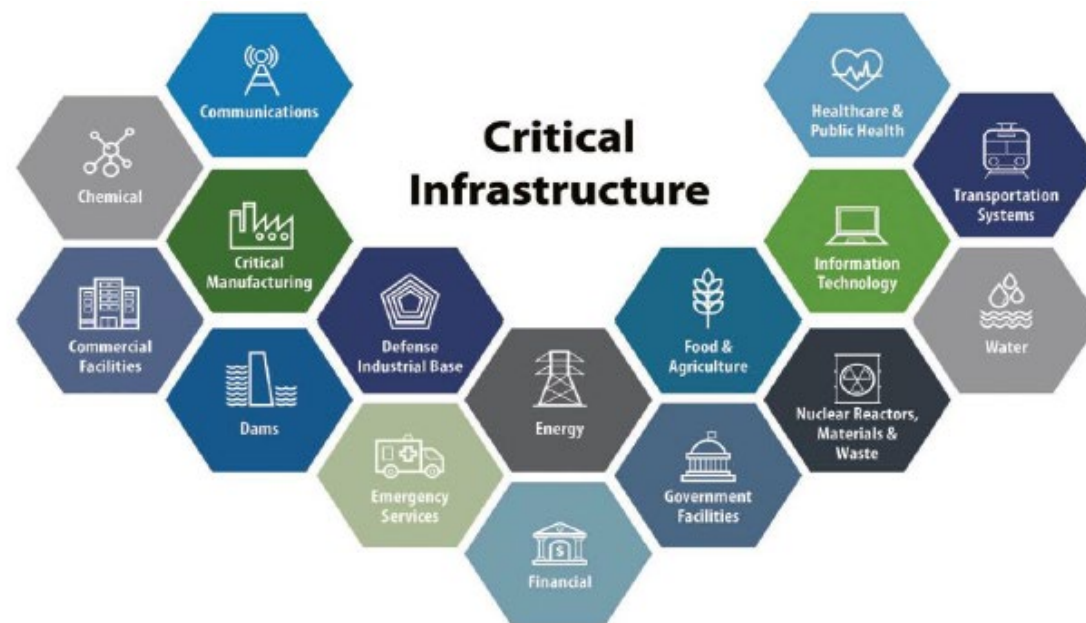 Critical
Infrastructure
Communications
Chemical
Critical
Manufacturing
Commercial
Facilities
Dams
Defense
Industrial Base
Emergency
Services
Energy
$
Financial
Food &
Agriculture
Government
Facilities
Healthcare &
Public Health
Information
Technology
Transportation
Systems
Water
Nuclear Reactors,
Materials &
Waste